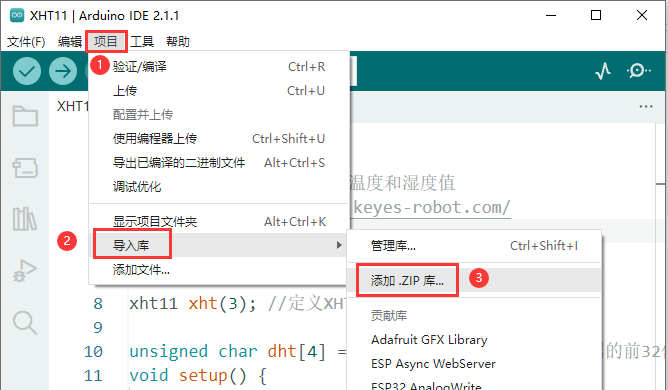 XHT11 | Arduino IDE 2.1.1
文件(F) 编辑 项目 工具 帮助
1
验证/编译 Ctrl+R
上传 Ctrl+U
配置并上传
使用编程器上传 Ctrl+Shift+U
导出已编译的二进制文件 Alt+Ctrl+S
调试优化
显示项目文件夹 Alt+Ctrl+K
2 导入库
添加文件...
XHT1
温度和湿度值
keyes-robot.com/
管理库... Ctrl+Shift+I
添加 .ZIP 库... 3
贡献库
Adafruit GFX Library
ESP Async WebServer
ESP32 AnalogWrite
8 xht11 xht(3); //定义XHT
9
10 unsigned char dht[4] = 的前32位
11 void setup() {